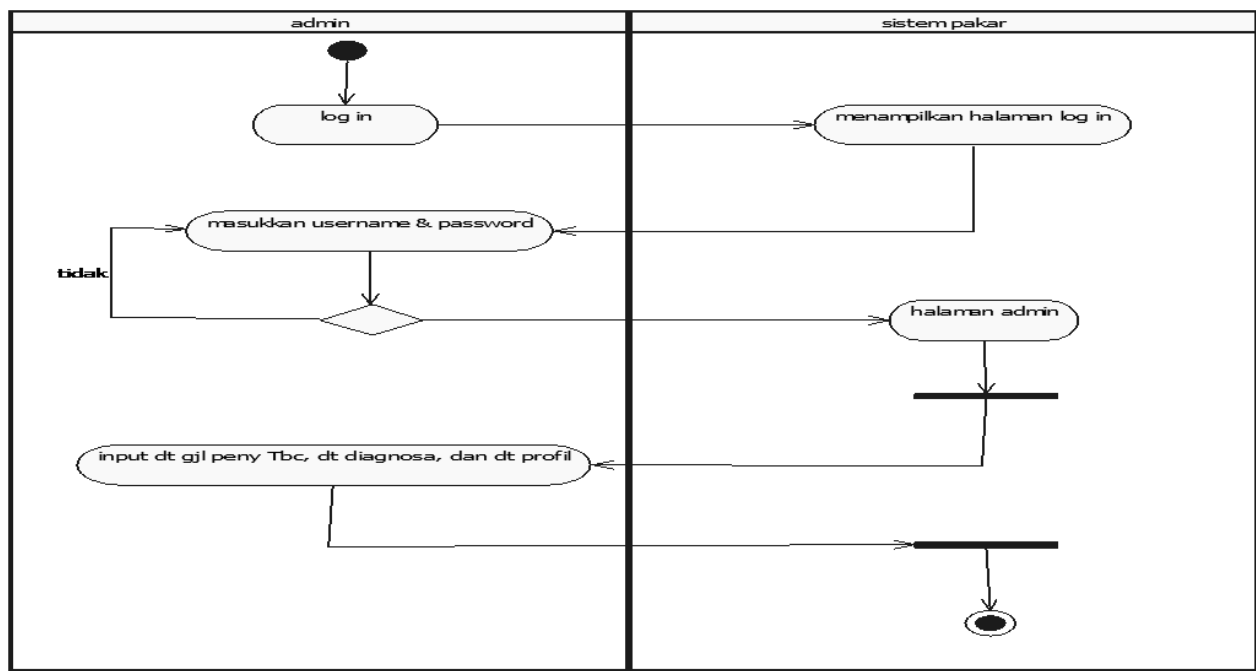 admin
sistem pakar
log in
menampilkan halaman log in
masukkan username & password
tidak
halaman admin
input dt gjl peny Tbc, dt diagnosa, dan dt profil